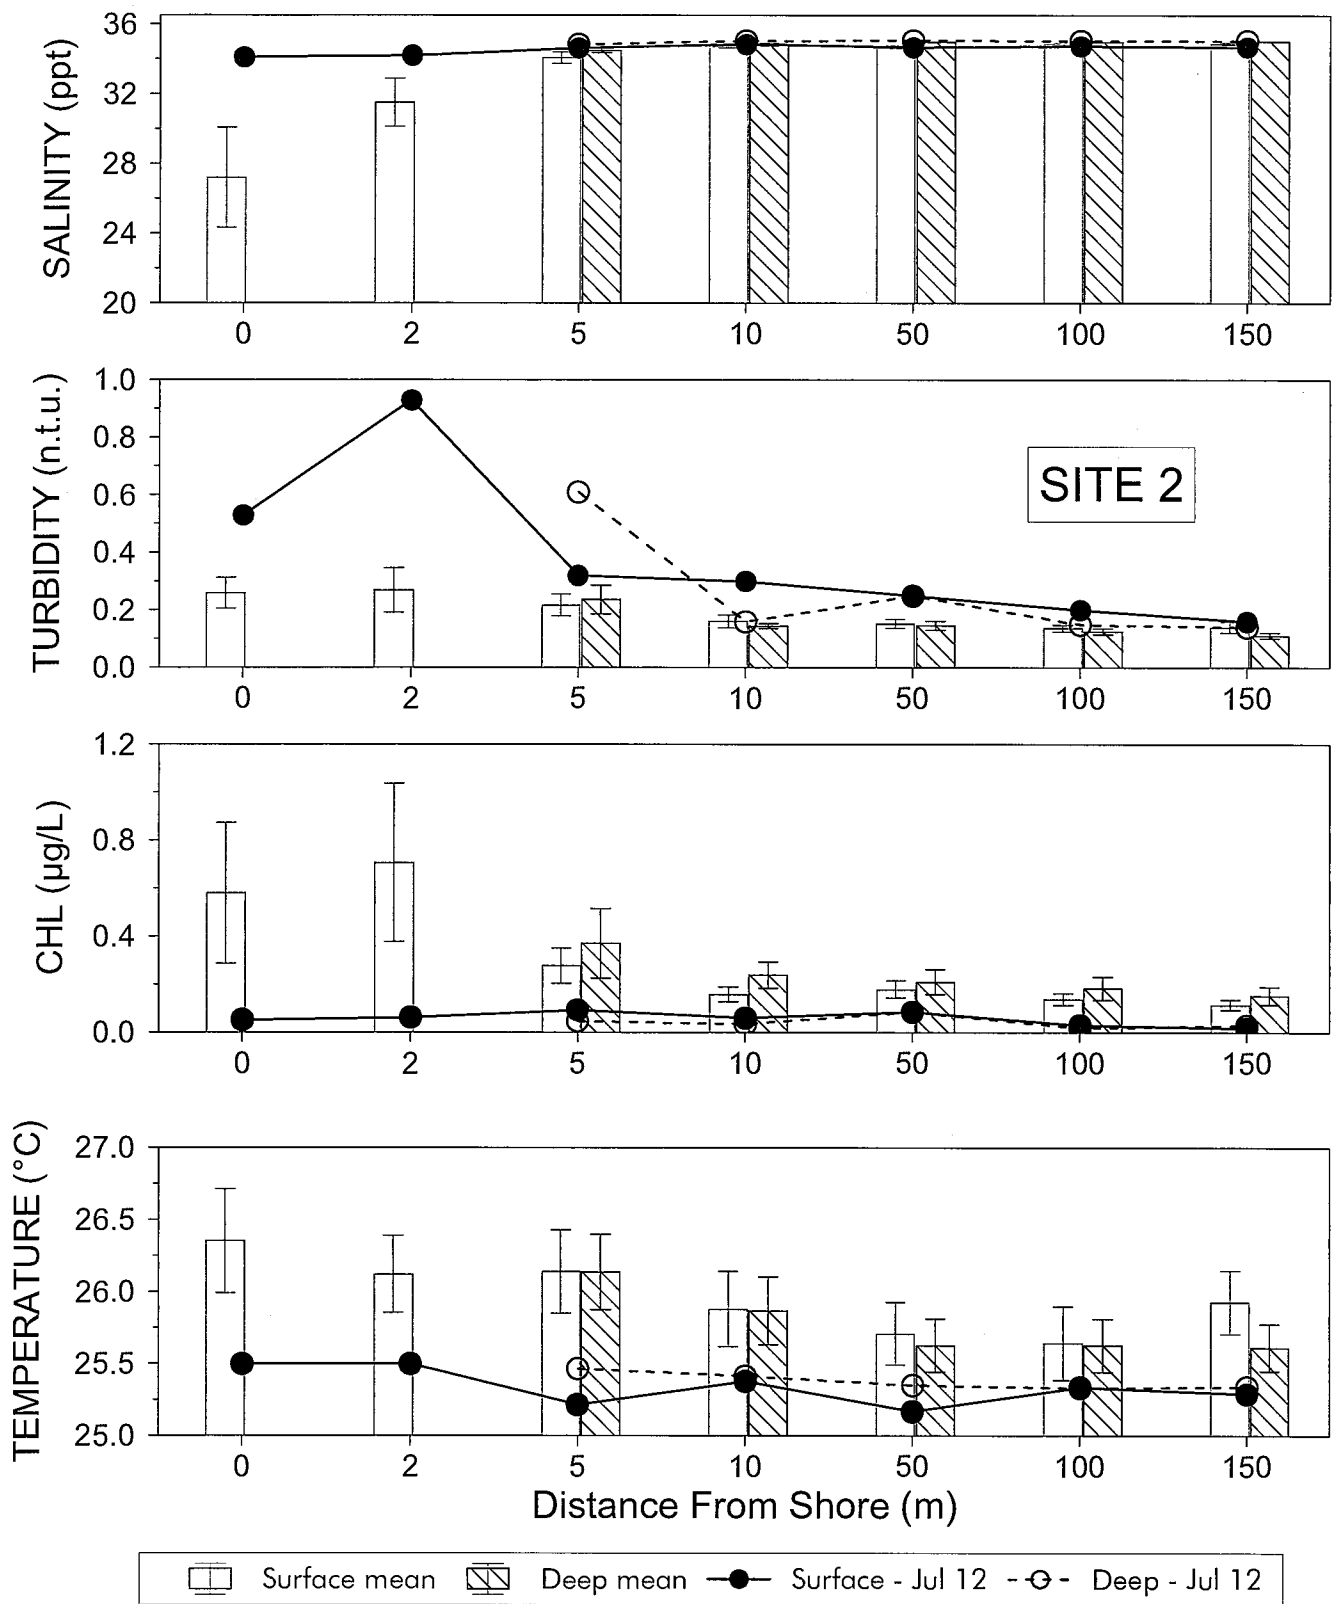 SALINITY (ppt)
36
32
28
24
20
0 2 5 10 50 100 150
TURBIDITY (n.t.u.)
1.0
0.8
0.6
0.4
0.2
0.0
SITE 2
0 2 5 10 50 100 150
CHL (µg/L)
1.2
0.8
0.4
0.0
0 2 5 10 50 100 150
TEMPERATURE (°C)
27.0
26.5
26.0
25.5
25.0
0 2 5 10 50 100 150
Distance From Shore (m)
Surface mean Deep mean Surface - Jul 12 Deep - Jul 12